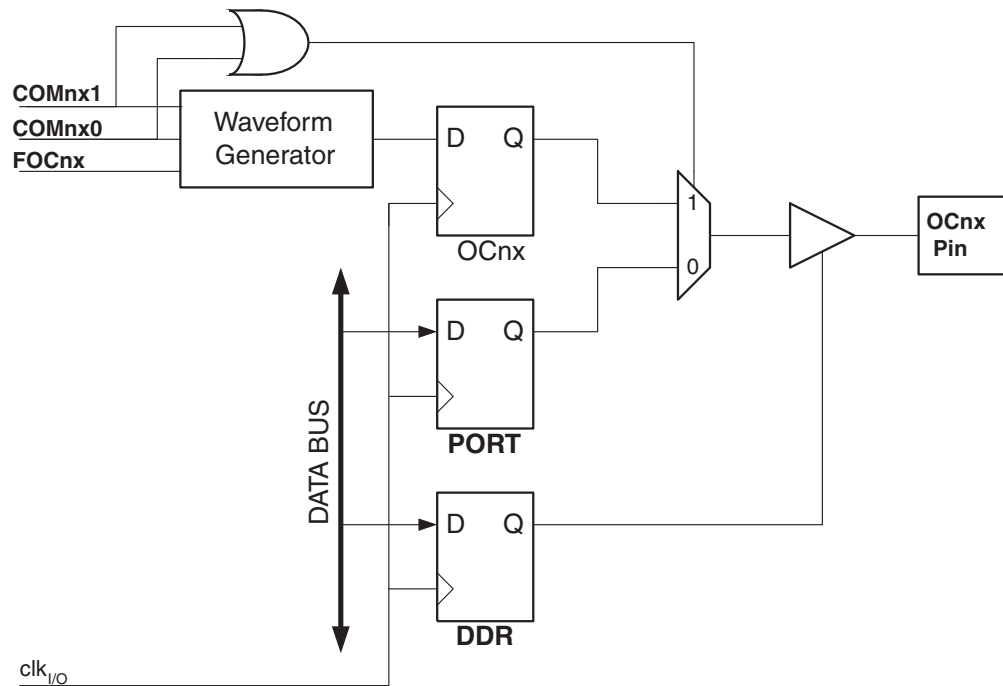 COMnx1
COMnx0
FOCnx
Waveform
Generator
D Q
OCnx
1
0
OCnx
Pin
D Q
PORT
DATA BUS
D Q
DDR
clkI/O